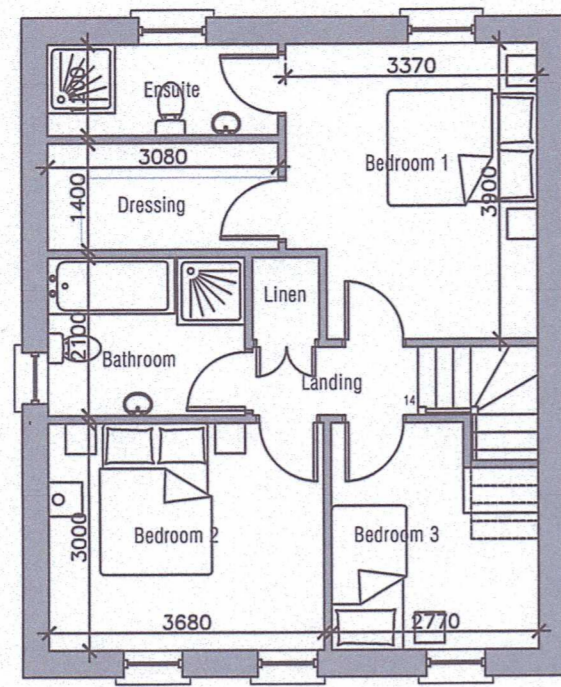 3370
Ensuite
3080
Bedroom 1
3900
1400
Dressing
Linen
2100
Bathroom
Landing
14
3000
Bedroom 2
Bedroom 3
3680
2770